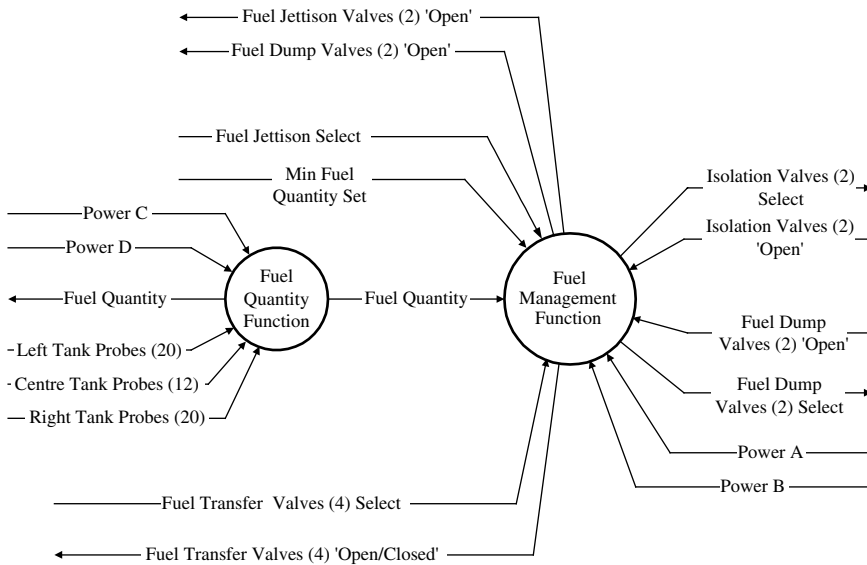 Fuel Jettison Valves (2) 'Open'
Fuel Dump Valves (2) 'Open'
Fuel Jettison Select
Min Fuel
Quantity Set
Power C
Power D
Fuel Quantity
Left Tank Probes (20)
Centre Tank Probes (12)
Right Tank Probes (20)
Fuel
Quantity
Function
Fuel Quantity
Fuel
Management
Function
Isolation Valves (2)
Select
Isolation Valves (2)
'Open'
Fuel Dump
Valves (2) 'Open'
Fuel Dump
Valves (2) Select
Power A
Power B
Fuel Transfer Valves (4) Select
Fuel Transfer Valves (4) 'Open/Closed'